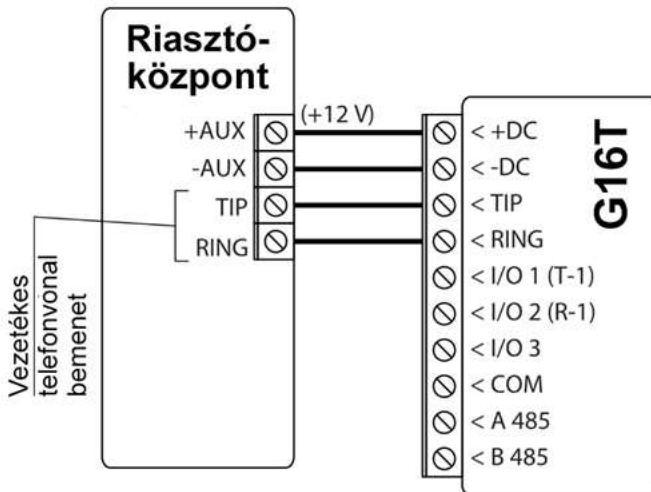 Riasztó-
központ
+AUX
-AUX
TIP
RING
(+12 V)
Vezetékes
telefonvonal
bemenet
G16T
< +DC
< -DC
< TIP
< RING
< I/O 1 (T-1)
< I/O 2 (R-1)
< I/O 3
< COM
< A 485
< B 485